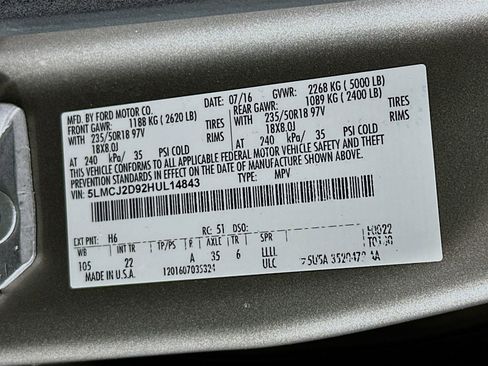 MFD. BY FORD MOTOR CO. DATE: 07/16 GVWR: 2268 KG ( 5000 LB)
FRONT GAWR: 1188 KG ( 2620 LB) REAR GAWR: 1089 KG ( 2400 LB)
WITH 235/50R18 97V TIRES WITH 235/50R18 97V TIRES
18X8.0J 18X8.0J
AT 240 kPa/ 35 PSI COLD AT 240 kPa/ 35 PSI COLD
THIS VEHICLE CONFORMS TO ALL APPLICABLE FEDERAL MOTOR VEHICLE SAFETY AND THEFT
PREVENTION STANDARDS IN EFFECT ON THE DATE OF MANUFACTURE SHOWN ABOVE.
VIN: 5LMCJ2D92HUL14843 TYPE: MPV
EXT PNT: H6 RC: 51 DSO:
WB INT TR TP/PS R AXLE TR SPR
105 22 A 35 6 LLLL
MADE IN U.S.A. 1201607035324 ULC